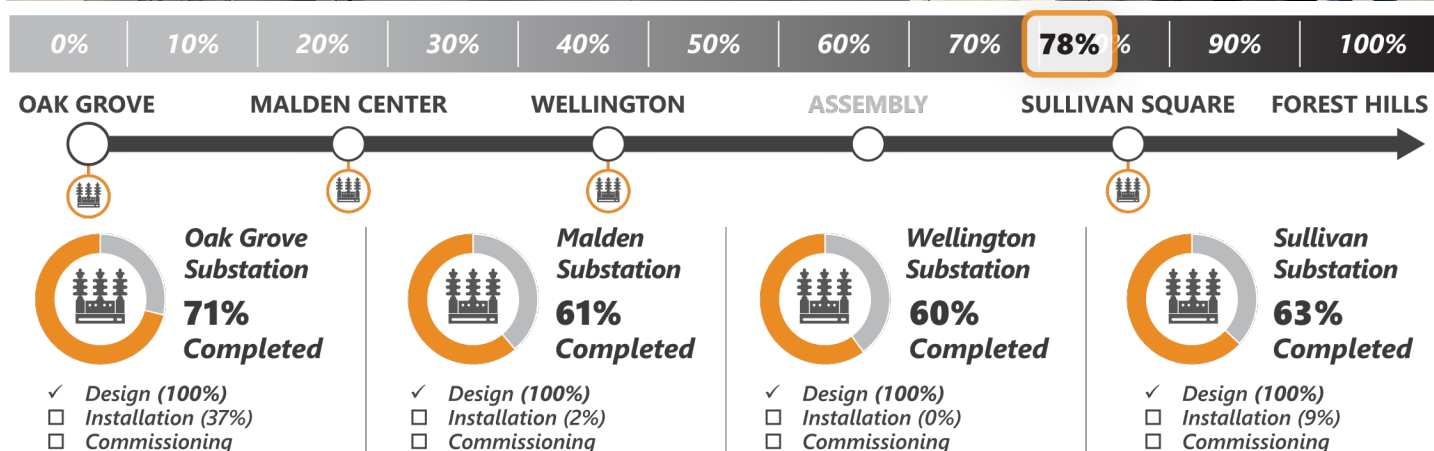 0% 10% 20% 30% 40% 50% 60% 70% 78% % 90% 100%
OAK GROVE MALDEN CENTER WELLINGTON ASSEMBLY SULLIVAN SQUARE FOREST HILLS
Oak Grove
Substation
71%
Completed
✓ Design (100%)
☐ Installation (37%)
☐ Commissioning
Malden
Substation
61%
Completed
✓ Design (100%)
☐ Installation (2%)
☐ Commissioning
Wellington
Substation
60%
Completed
✓ Design (100%)
☐ Installation (0%)
☐ Commissioning
Sullivan
Substation
63%
Completed
✓ Design (100%)
☐ Installation (9%)
☐ Commissioning